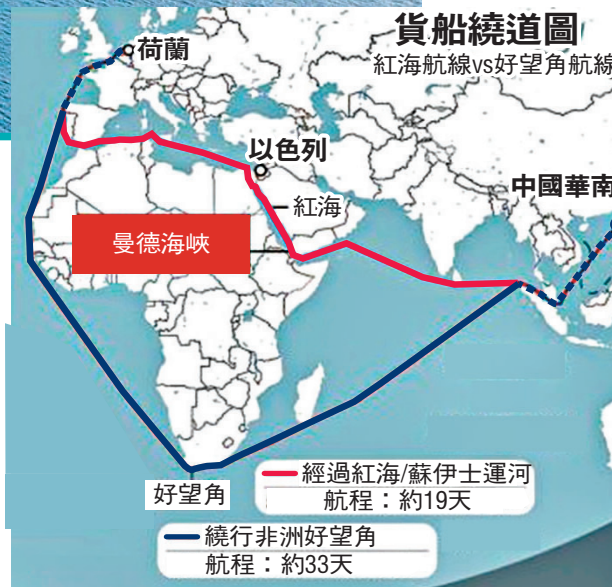 貨船繞道圖
紅海航線vs好望角航線
荷蘭
以色列
中國華南
紅海
曼德海峽
好望角
經過紅海/蘇伊士運河
航程：約19天
繞行非洲好望角
航程：約33天